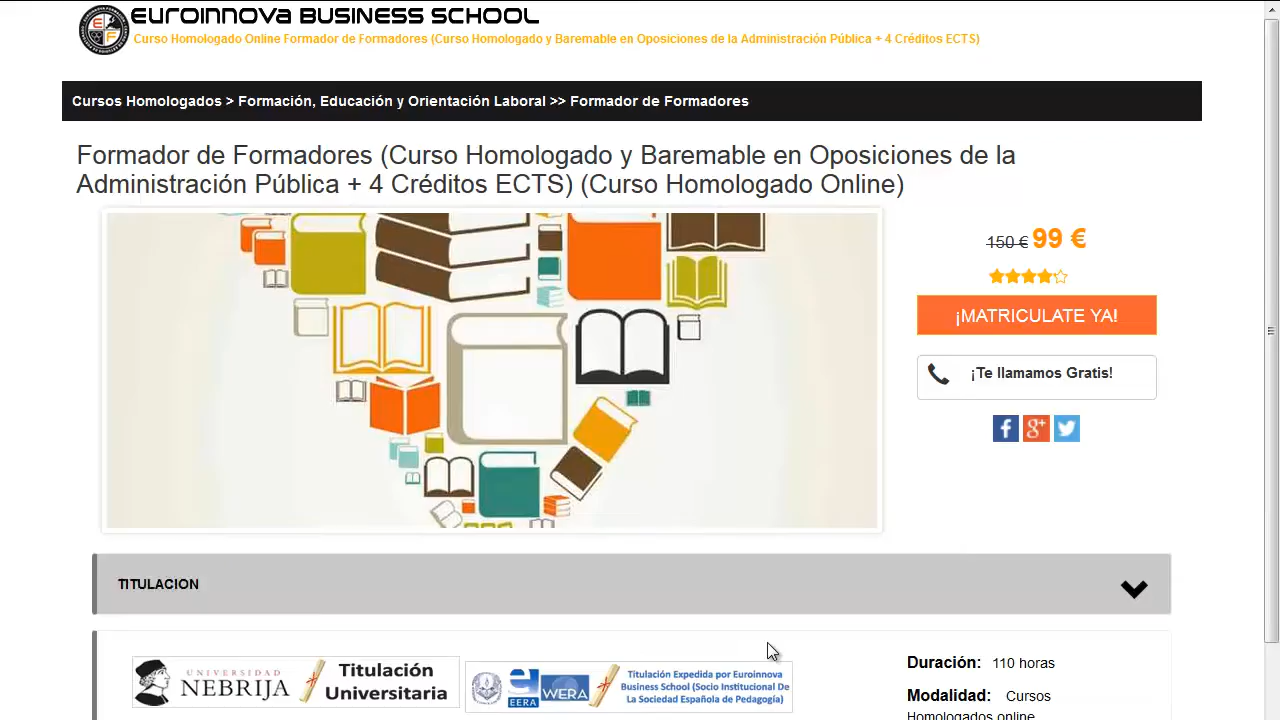 EUROINNOVA BUSINESS SCHOOL
Curso Homologado Online Formador de Formadores (Curso Homologado y Baremable en Oposiciones de la Administración Pública + 4 Créditos ECTS)
Cursos Homologados > Formación, Educación y Orientación Laboral >> Formador de Formadores
Formador de Formadores (Curso Homologado y Baremable en Oposiciones de la
Administración Pública + 4 Créditos ECTS) (Curso Homologado Online)
150 € 99 €
¡MATRICULATE YA!
¡Te llamamos Gratis!
TITULACION
UNIVERSIDAD
NEBRIJA
Titulación
Universitaria
EERA
WERA
Titulación Expedida por Euroinnova
Business School (Socio Institucional De
La Sociedad Española de Pedagogía)
Duración: 110 horas
Modalidad: Cursos
Homologados online